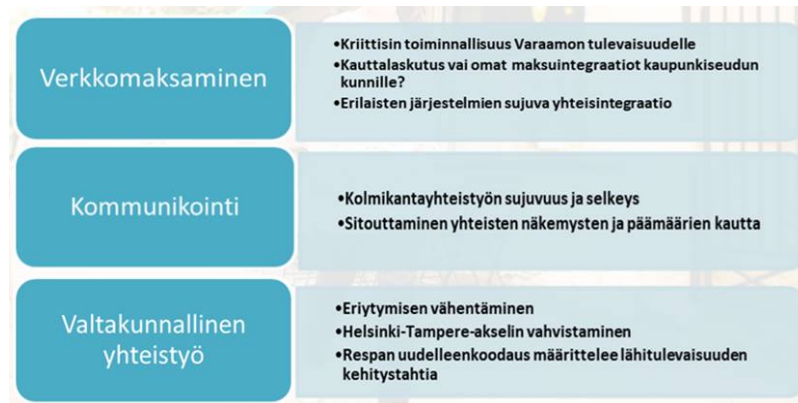 Verkkomaksaminen
•Kriittisin toiminnallisuus Varaamon tulevaisuudelle
•Kauttalaskutus vai omat maksuintegraatiot kaupunkiseudun
kunnille?
•Erilaisten järjestelmien sujuva yhteisintegraatio
Kommunikointi
•Kolmikantayhteistyön sujuvuus ja selkeys
•Sitouttaminen yhteisten näkemysten ja päämäärien kautta
Valtakunnallinen
yhteistyö
•Eriytymisen vähentäminen
•Helsinki-Tampere-akselin vahvistaminen
•Respan uudelleenkoodaus määrittelee lähitulevaisuuden
kehitystahtia